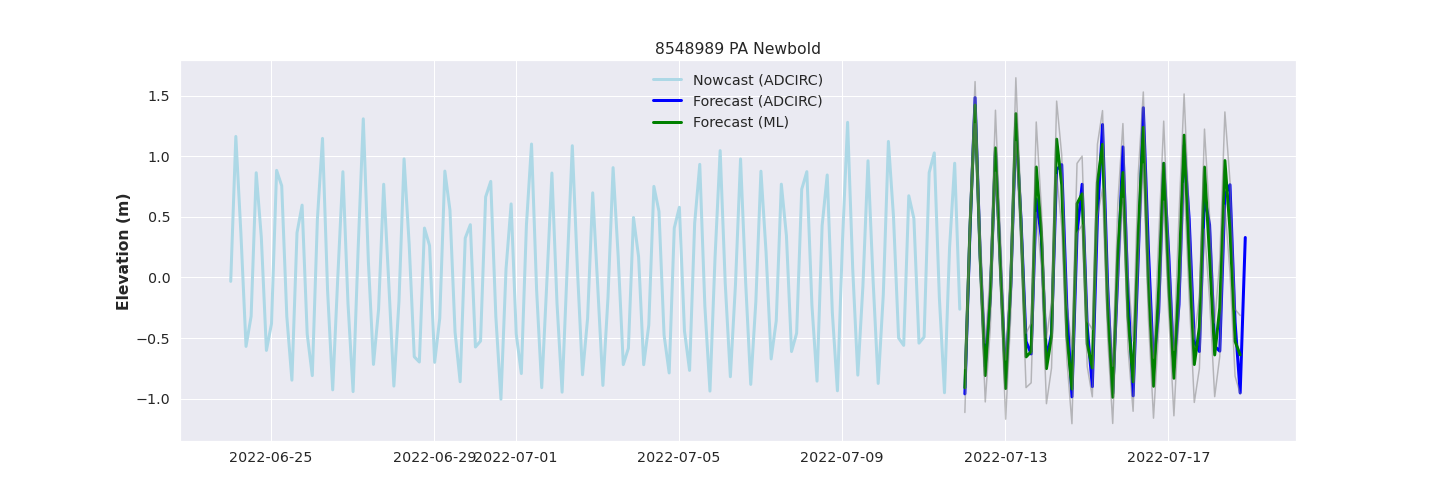 8548989 PA Newbold
Nowcast (ADCIRC)
Forecast (ADCIRC)
Forecast (ML)
Elevation (m)
1.5
1.0
0.5
0.0
−0.5
−1.0
2022-06-25 2022-06-29 2022-07-01 2022-07-05 2022-07-09 2022-07-13 2022-07-17